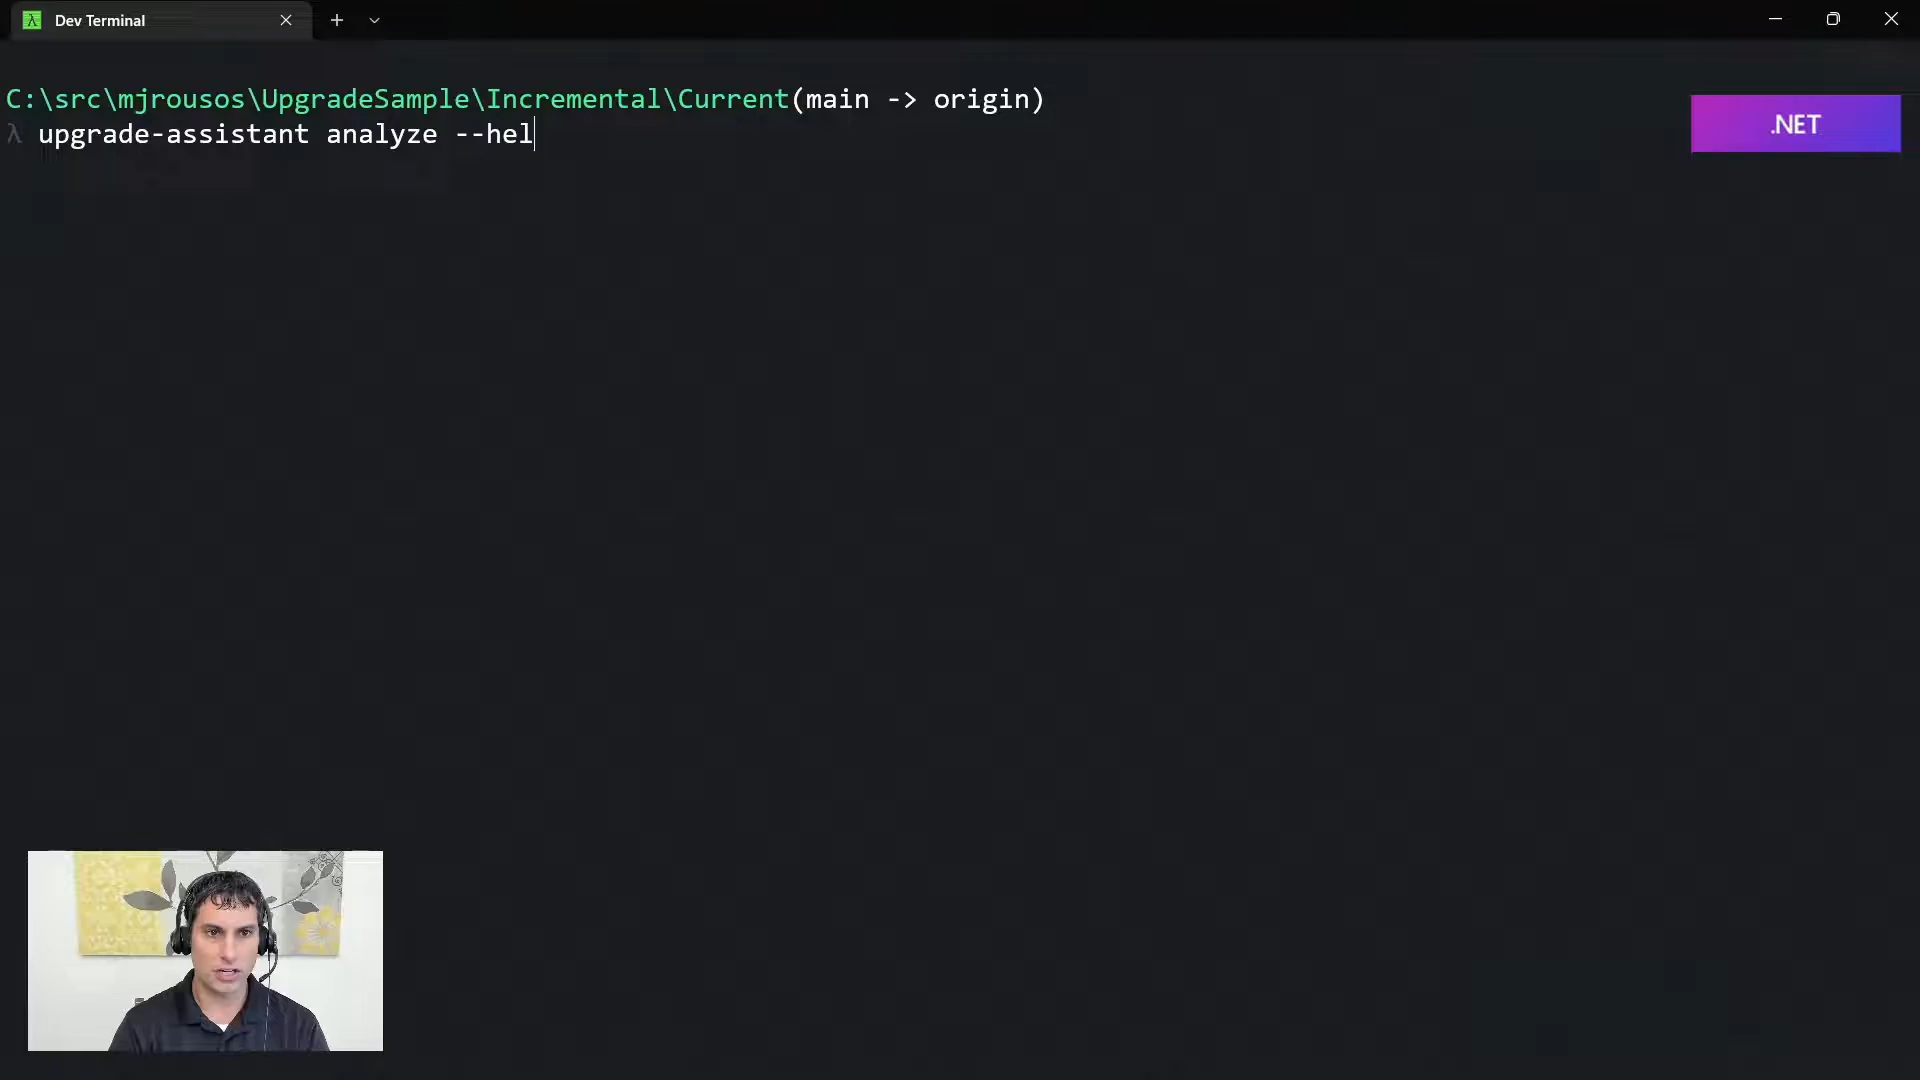 Dev Terminal
C:\src\mjrousos\UpgradeSample\Incremental\Current(main -> origin)
λ upgrade-assistant analyze --hel
.NET